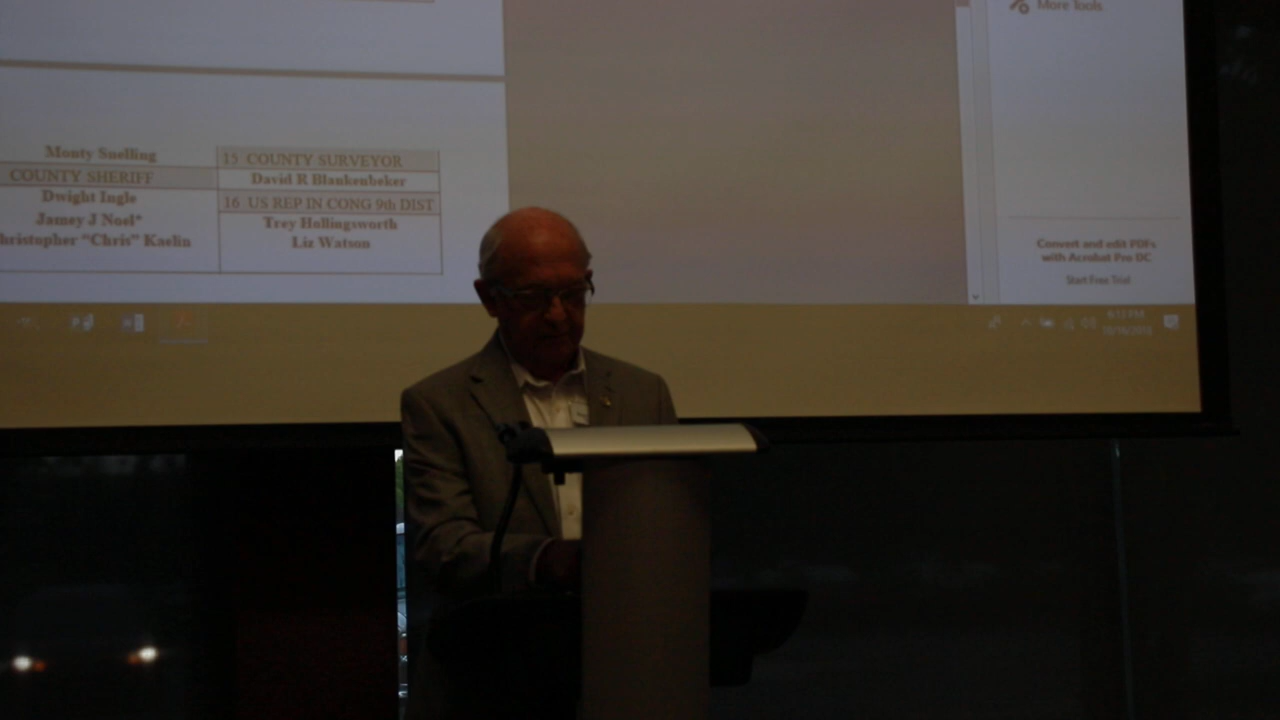 More Tools
Monty Snelling
COUNTY SHERIFF
Dwight Ingle
Jamey J Noel*
hristopher "Chris" Kaelin
15 COUNTY SURVEYOR
David R Blankenbeker
16 US REP IN CONG 9th DIST
Trey Hollingsworth
Liz Watson
Convert and edit PDFs
with Acrobat Pro DC
Start Free Trial